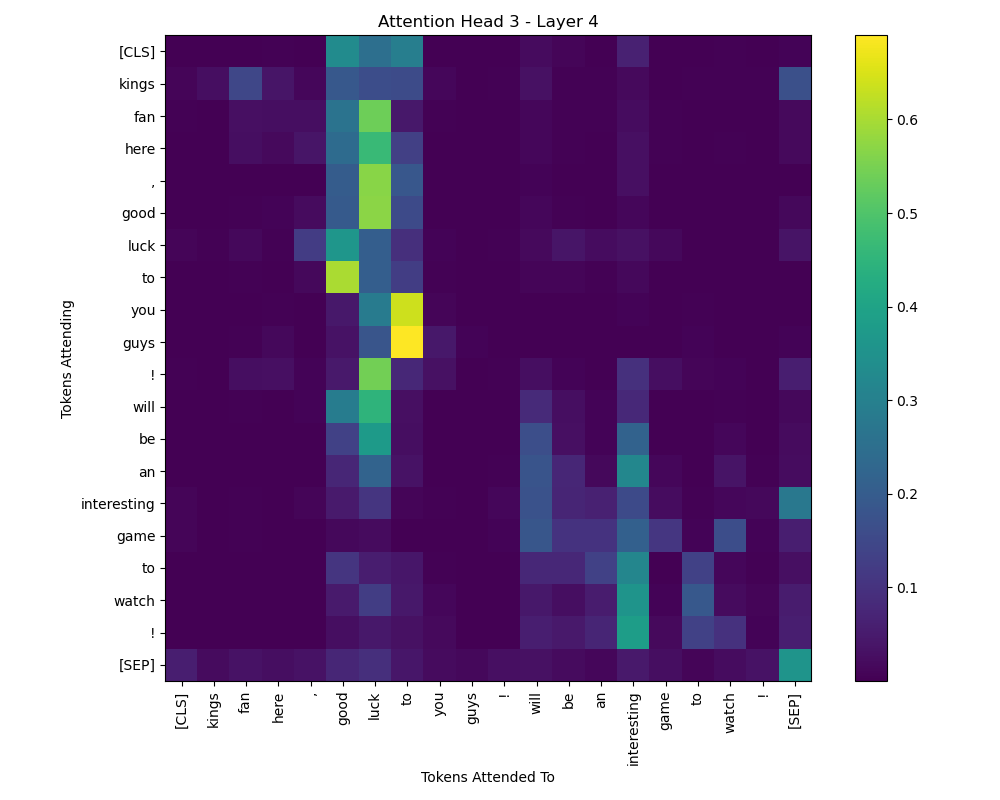 Attention Head 3 - Layer 4
[CLS]
kings
fan
here
,
good
luck
to
you
guys
!
will
be
an
interesting
game
to
watch
!
[SEP]
Tokens Attending
[CLS]
kings
fan
here
,
good
luck
to
you
guys
!
will
be
an
interesting
game
to
watch
!
[SEP]
Tokens Attended To
0.6
0.5
0.4
0.3
0.2
0.1